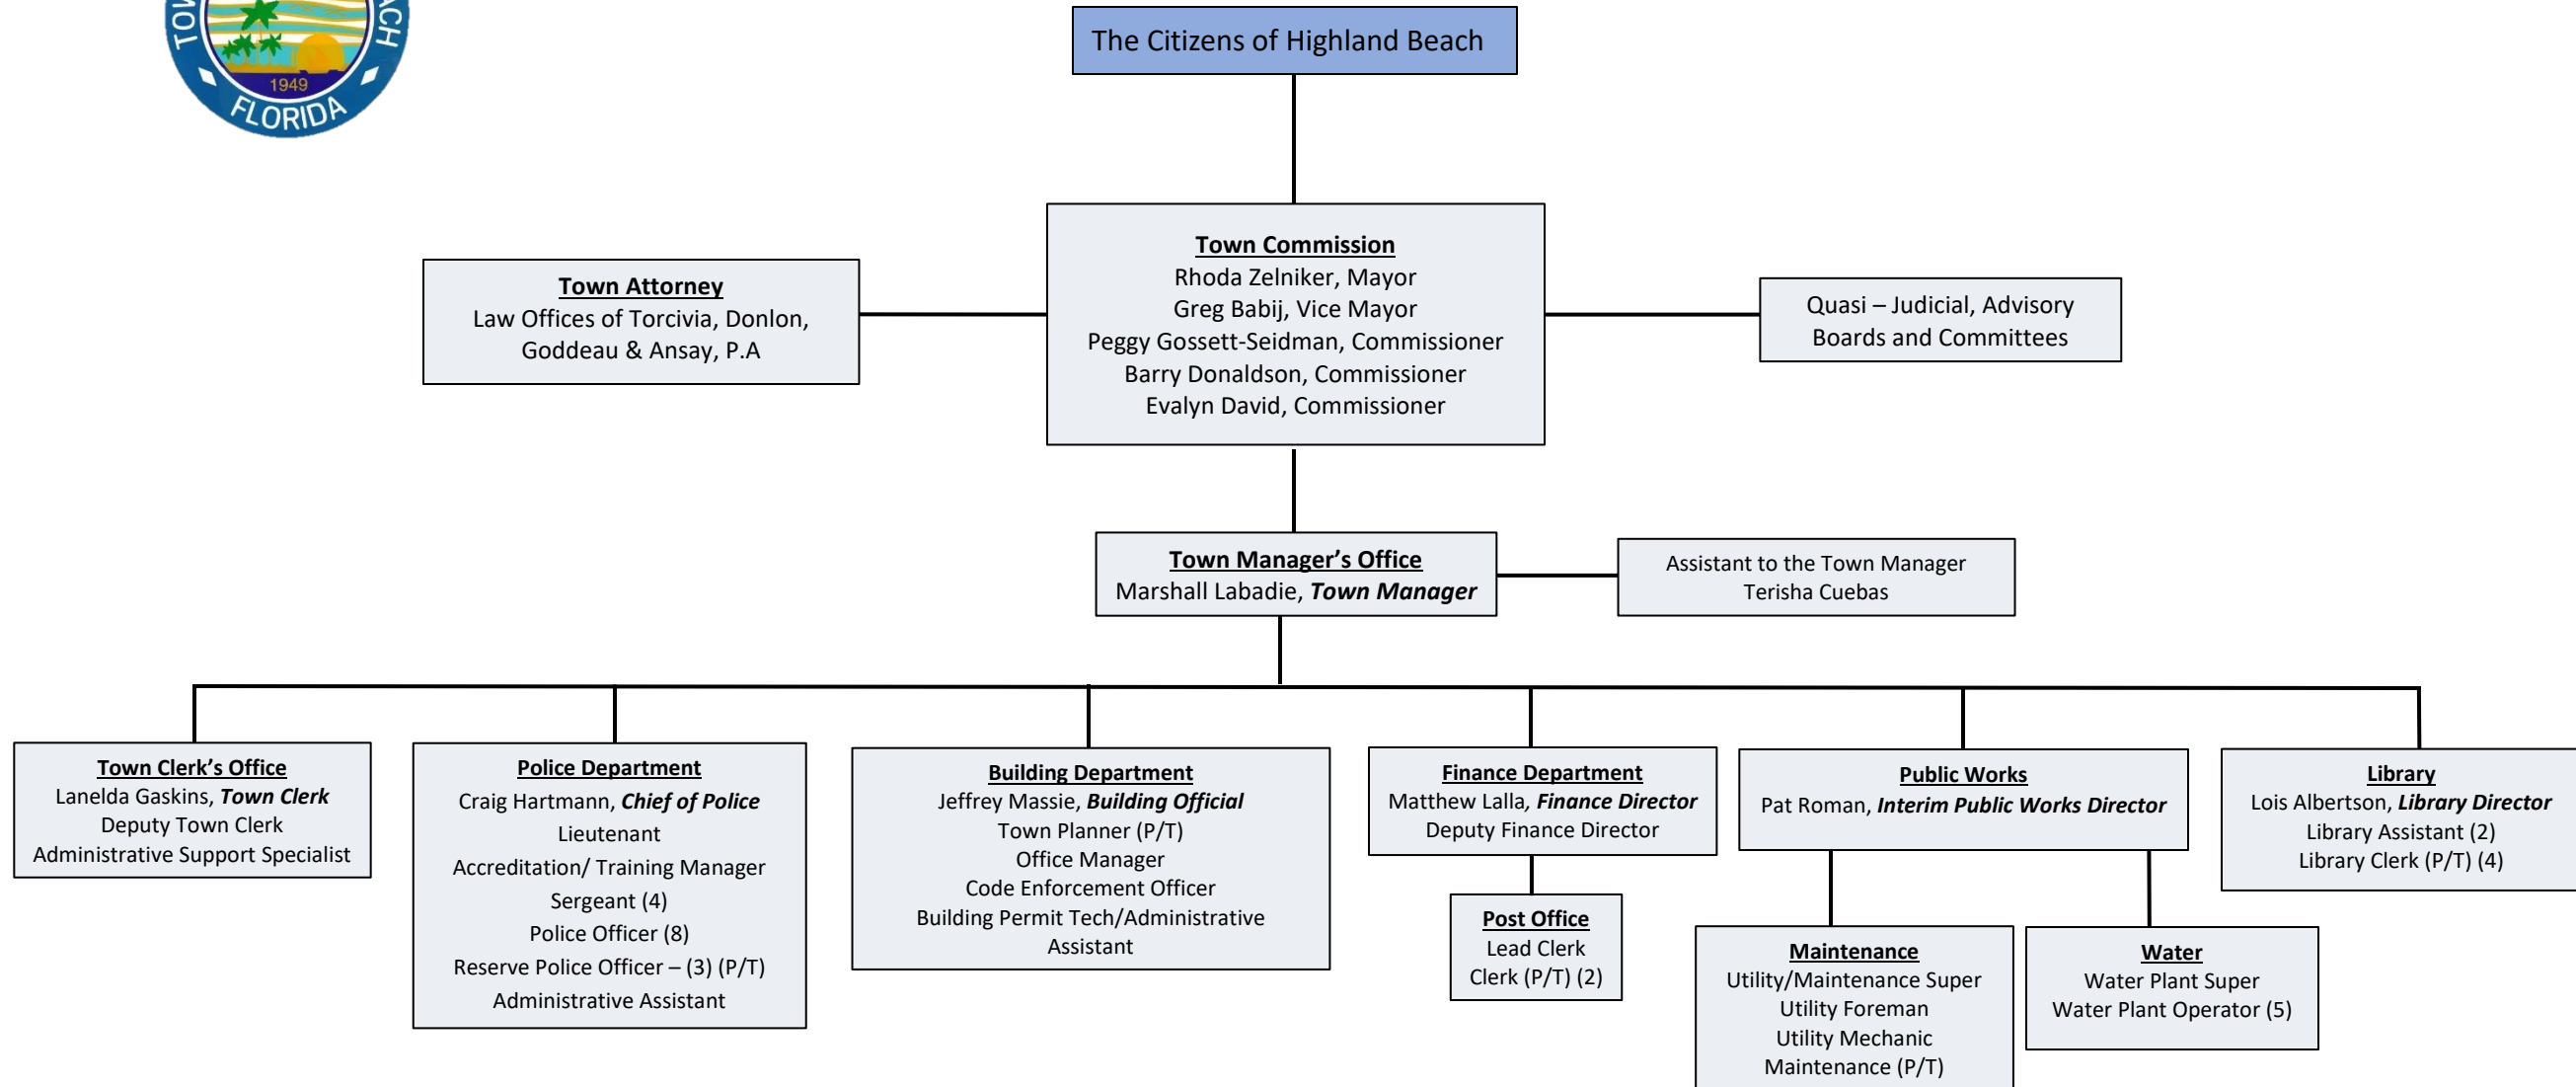 TOW
ACH
1949
FLORIDA
The Citizens of Highland Beach
Town Commission
Rhoda Zelniker, Mayor
Greg Babij, Vice Mayor
Peggy Gossett-Seidman, Commissioner
Barry Donaldson, Commissioner
Evalyn David, Commissioner
Town Attorney
Law Offices of Torcivia, Donlon,
Goddeau & Ansay, P.A
Quasi – Judicial, Advisory
Boards and Committees
Town Manager’s Office
Marshall Labadie, Town Manager
Assistant to the Town Manager
Terisha Cuebas
Town Clerk’s Office
Lanelda Gaskins, Town Clerk
Deputy Town Clerk
Administrative Support Specialist
Police Department
Craig Hartmann, Chief of Police
Lieutenant
Accreditation/ Training Manager
Sergeant (4)
Police Officer (8)
Reserve Police Officer – (3) (P/T)
Administrative Assistant
Building Department
Jeffrey Massie, Building Official
Town Planner (P/T)
Office Manager
Code Enforcement Officer
Building Permit Tech/Administrative
Assistant
Finance Department
Matthew Lalla, Finance Director
Deputy Finance Director
Post Office
Lead Clerk
Clerk (P/T) (2)
Public Works
Pat Roman, Interim Public Works Director
Maintenance
Utility/Maintenance Super
Utility Foreman
Utility Mechanic
Maintenance (P/T)
Water
Water Plant Super
Water Plant Operator (5)
Library
Lois Albertson, Library Director
Library Assistant (2)
Library Clerk (P/T) (4)